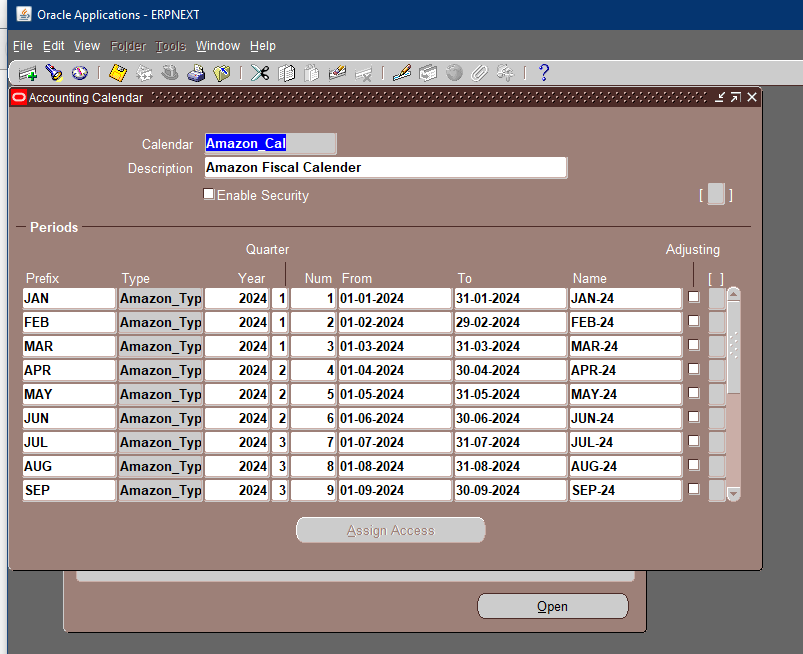 Oracle Applications - ERPNEXT
File Edit View Folder Tools Window Help
?
Accounting Calendar
Calendar Amazon_Cal
Description Amazon Fiscal Calender
Enable Security
[ ]
Periods
Quarter Adjusting
Prefix Type Year Num From To Name [ ]
JAN Amazon_Typ 2024 1 1 01-01-2024 31-01-2024 JAN-24
FEB Amazon_Typ 2024 1 2 01-02-2024 29-02-2024 FEB-24
MAR Amazon_Typ 2024 1 3 01-03-2024 31-03-2024 MAR-24
APR Amazon_Typ 2024 2 4 01-04-2024 30-04-2024 APR-24
MAY Amazon_Typ 2024 2 5 01-05-2024 31-05-2024 MAY-24
JUN Amazon_Typ 2024 2 6 01-06-2024 30-06-2024 JUN-24
JUL Amazon_Typ 2024 3 7 01-07-2024 31-07-2024 JUL-24
AUG Amazon_Typ 2024 3 8 01-08-2024 31-08-2024 AUG-24
SEP Amazon_Typ 2024 3 9 01-09-2024 30-09-2024 SEP-24
Assign Access
Open